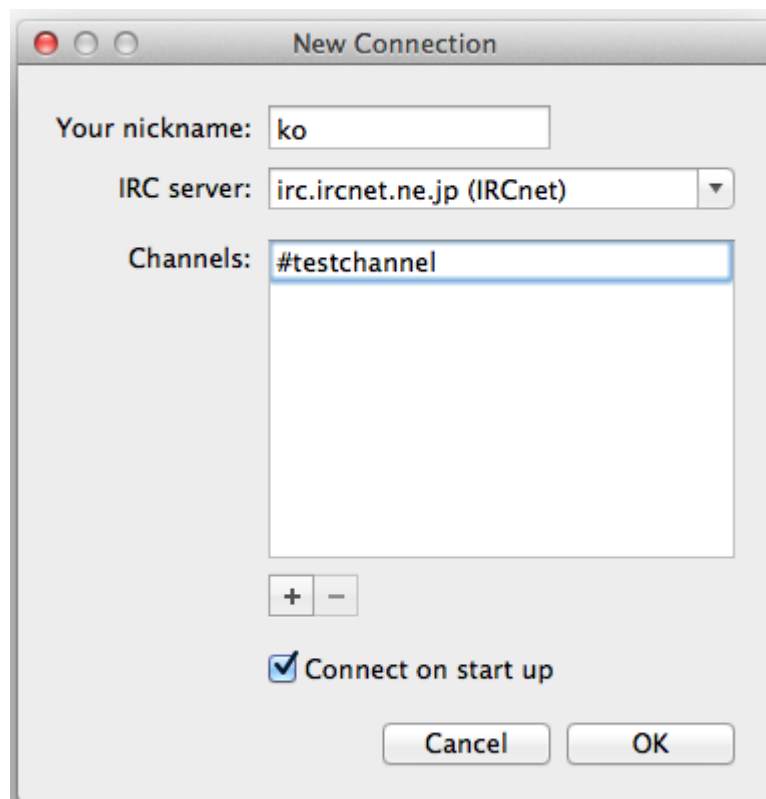 New Connection
Your nickname: ko
IRC server: irc.ircnet.ne.jp (IRCnet)
Channels: #testchannel
+ −
Connect on start up
Cancel OK